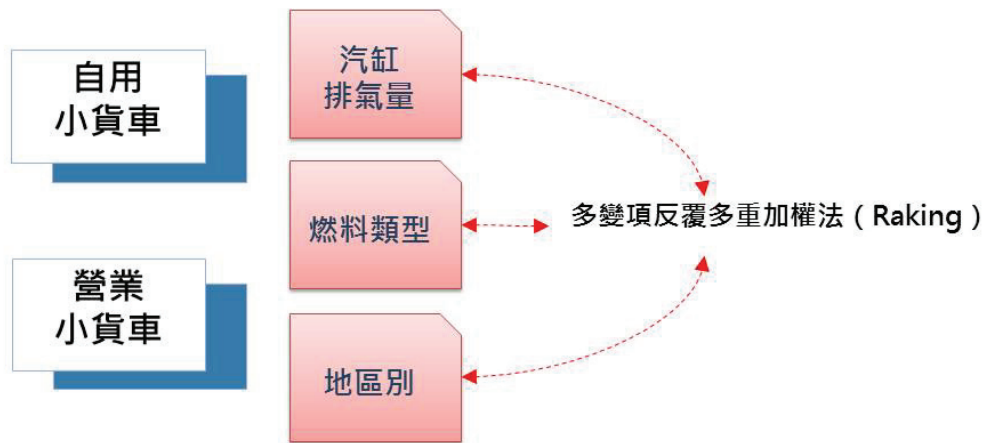 自用
小貨車
營業
小貨車
汽缸
排氣量
燃料類型
地區別
多變項反覆多重加權法（Raking）